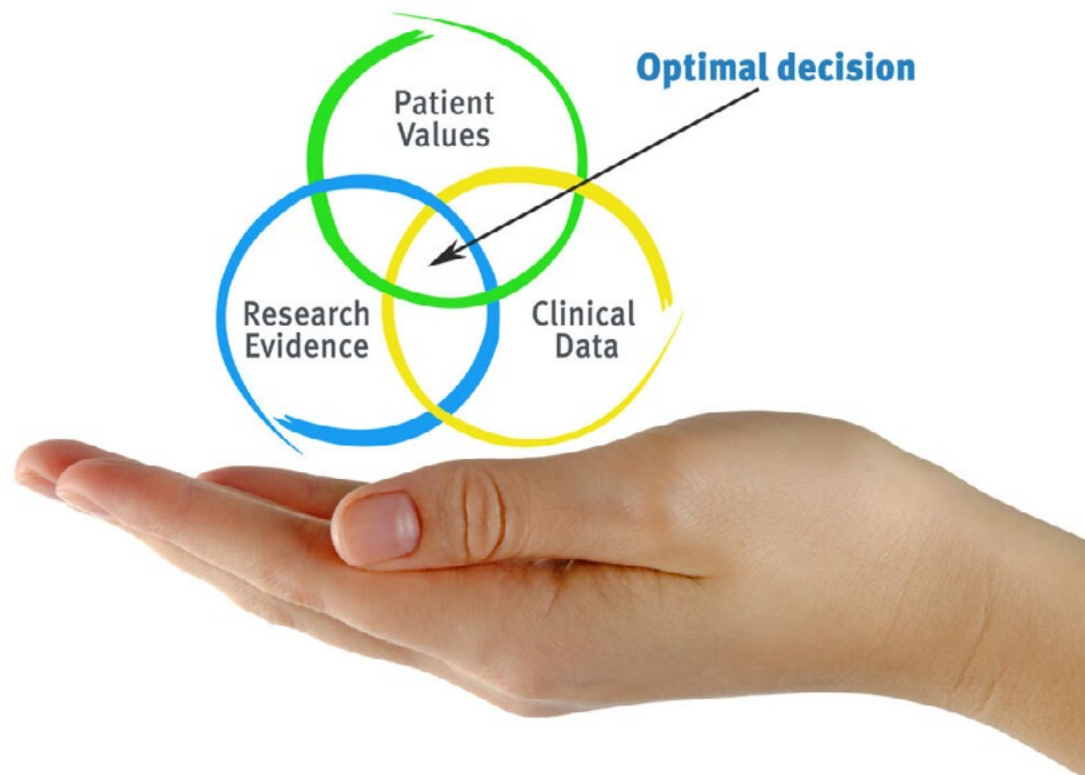 Optimal decision
Patient
Values
Research
Evidence
Clinical
Data